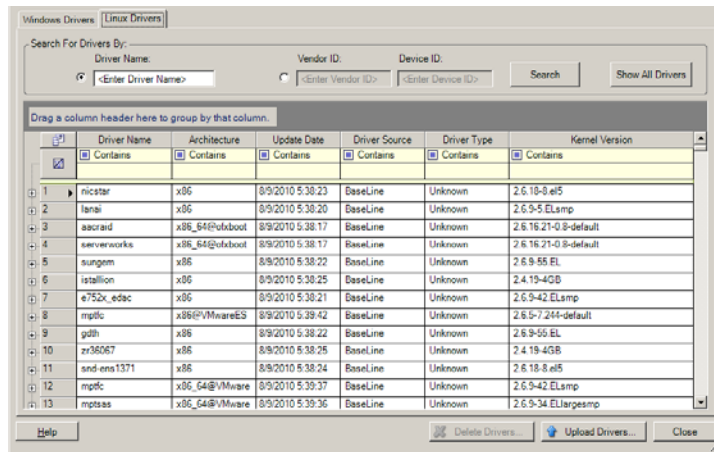 Windows Drivers Linux Drivers
Search For Drivers By:
Driver Name: Vendor ID: Device ID:
<Enter Driver Name> <Enter Vendor ID> <Enter Device ID> Search Show All Drivers
Drag a column header here to group by that column.
Driver Name Architecture Update Date Driver Source Driver Type Kernel Version
Contains Contains Contains Contains Contains Contains
1 nicstar x86 8/9/2010 5:38:23 BaseLine Unknown 2.6.18-8.el5
2 lanai x86 8/9/2010 5:38:20 BaseLine Unknown 2.6.9-5.ELsmp
3 aacraid x86_64@ofxboot 8/9/2010 5:38:17 BaseLine Unknown 2.6.16.21-0.8-default
4 serverworks x86_64@ofxboot 8/9/2010 5:38:17 BaseLine Unknown 2.6.16.21-0.8-default
5 sungem x86 8/9/2010 5:38:22 BaseLine Unknown 2.6.9-55.EL
6 istallion x86 8/9/2010 5:38:25 BaseLine Unknown 2.4.19-4GB
7 e752x_edac x86 8/9/2010 5:38:21 BaseLine Unknown 2.6.9-42.ELsmp
8 mptfc x86@VMwareES 8/9/2010 5:39:42 BaseLine Unknown 2.6.5-7.244-default
9 gdth x86 8/9/2010 5:38:22 BaseLine Unknown 2.6.9-55.EL
10 zr36067 x86 8/9/2010 5:38:25 BaseLine Unknown 2.4.19-4GB
11 snd-ens1371 x86 8/9/2010 5:38:24 BaseLine Unknown 2.6.18-8.el5
12 mptfc x86_64@VMware 8/9/2010 5:39:37 BaseLine Unknown 2.6.9-42.ELsmp
13 mptsas x86_64@VMware 8/9/2010 5:39:36 BaseLine Unknown 2.6.9-34.ELlargesmp
Help Delete Drivers... Upload Drivers... Close